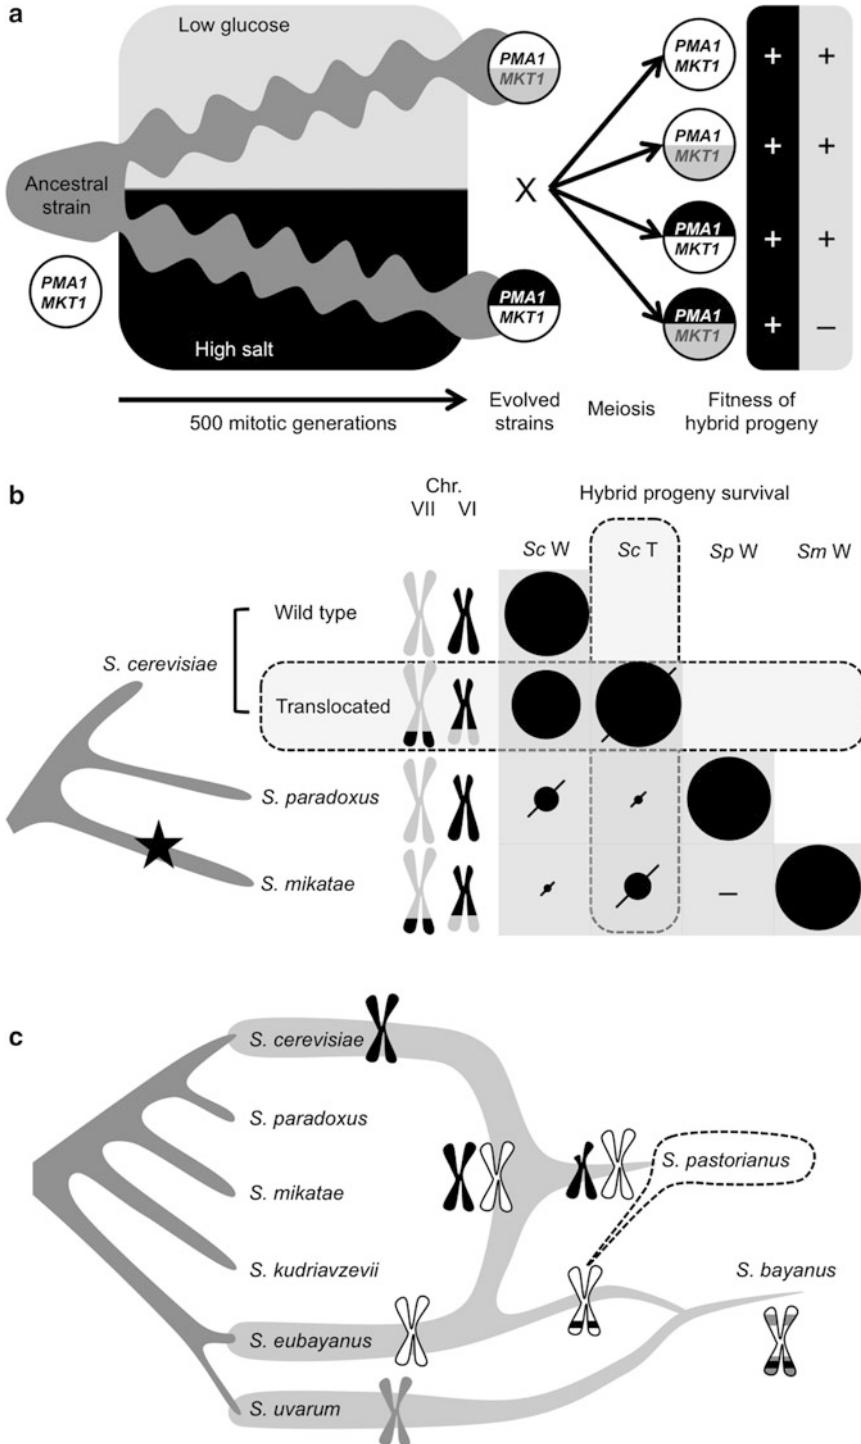 a
Low glucose
Ancestral
strain
PMA1
MKT1
High salt
500 mitotic generations
PMA1
MKT1
PMA1
MKT1
Evolved
strains
X
Meiosis
PMA1
MKT1
+ +
PMA1
MKT1
+ +
PMA1
MKT1
+ +
PMA1
MKT1
+ –
Fitness of
hybrid progeny
b
Chr.
VII VI
Hybrid progeny survival
Sc W Sc T Sp W Sm W
Wild type
S. cerevisiae
Translocated
S. paradoxus
S. mikatae
–
c
S. cerevisiae
S. paradoxus
S. mikatae
S. kudriavzevii
S. eubayanus
S. uvarum
S. pastorianus
S. bayanus